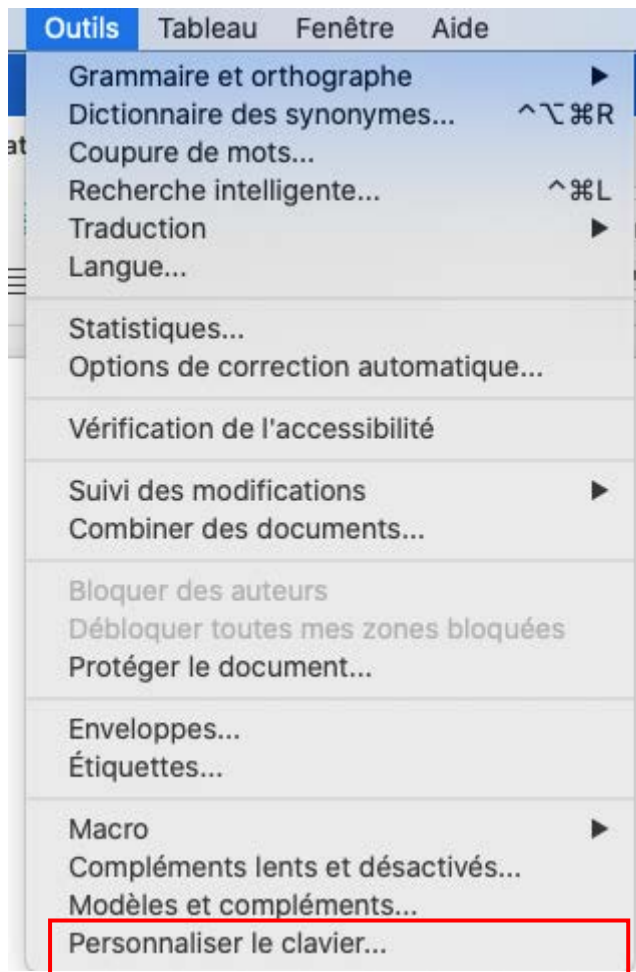 Outils Tableau Fenêtre Aide
at
Grammaire et orthographe ▶
Dictionnaire des synonymes... ^⌥⌘R
Coupure de mots...
Recherche intelligente... ^⌘L
Traduction ▶
Langue...
Statistiques...
Options de correction automatique...
Vérification de l'accessibilité
Suivi des modifications ▶
Combiner des documents...
Bloquer des auteurs
Débloquer toutes mes zones bloquées
Protéger le document...
Enveloppes...
Étiquettes...
Macro ▶
Compléments lents et désactivés...
Modèles et compléments...
Personnaliser le clavier...